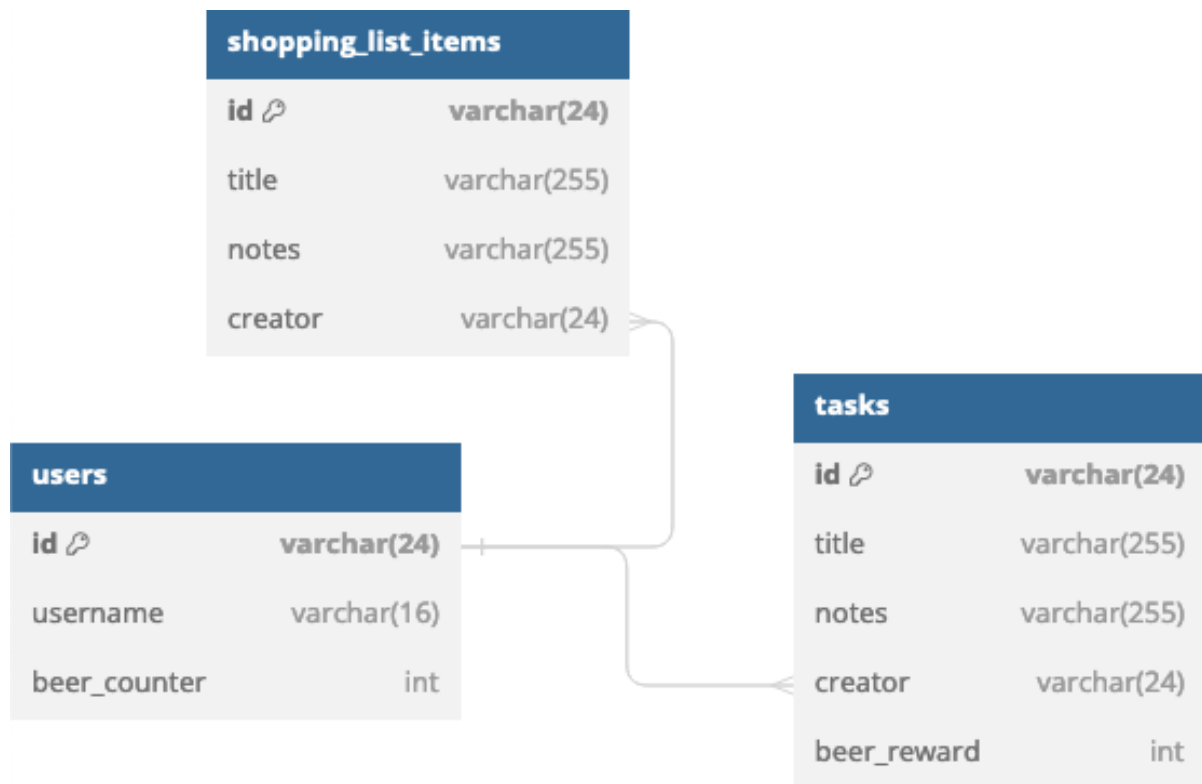 shopping_list_items
id varchar(24)
title varchar(255)
notes varchar(255)
creator varchar(24)
users
id varchar(24)
username varchar(16)
beer_counter int
tasks
id varchar(24)
title varchar(255)
notes varchar(255)
creator varchar(24)
beer_reward int